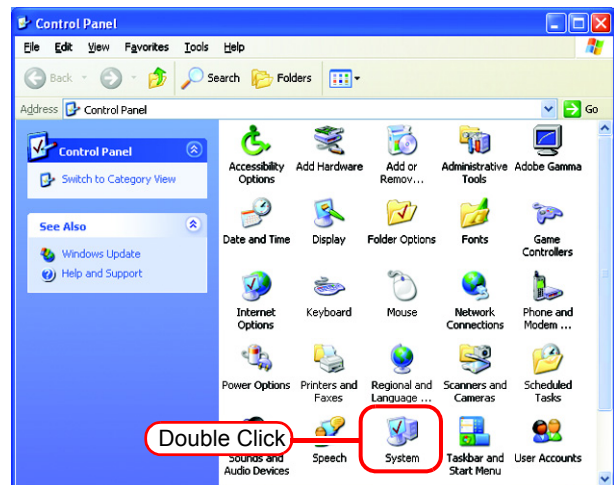 Control Panel
File Edit View Favorites Tools Help
Back Search Folders
Address Control Panel Go
Control Panel
Switch to Category View
See Also
Windows Update
Help and Support
Accessibility Options
Add Hardware
Add or Remov...
Administrative Tools
Adobe Gamma
Date and Time
Display
Folder Options
Fonts
Game Controllers
Internet Options
Keyboard
Mouse
Network Connections
Phone and Modem ...
Power Options
Printers and Faxes
Regional and Language ...
Scanners and Cameras
Scheduled Tasks
Double Click
Sounds and Audio Devices
Speech
System
Taskbar and Start Menu
User Accounts